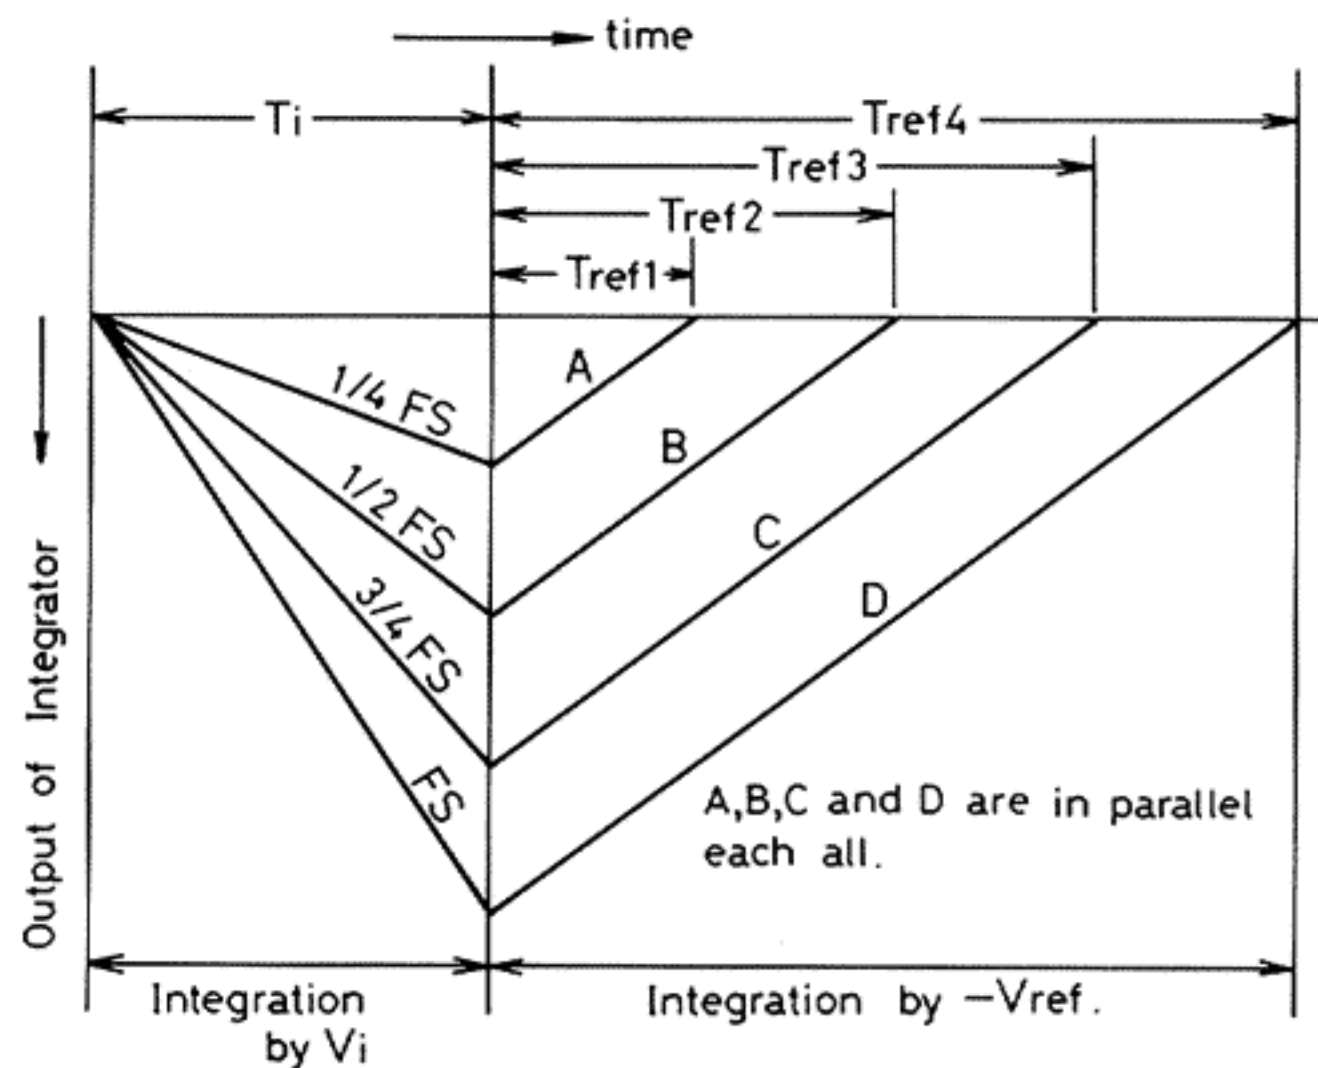 time
Ti
Tref4
Tref3
Tref2
Tref1
1/4 FS
1/2 FS
3/4 FS
FS
A
B
C
D
Output of Integrator
A,B,C and D are in parallel
each all.
Integration
by Vi
Integration by -Vref.